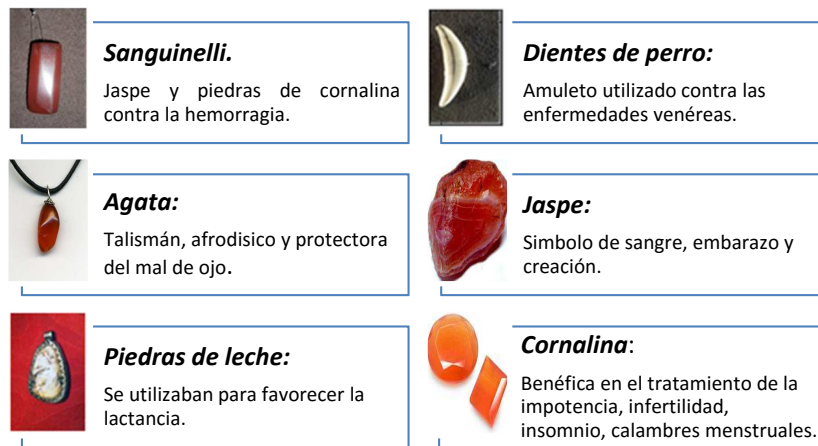 Sanguinelli.
Jaspe y piedras de cornalina
contra la hemorragia.
Dientes de perro:
Amuleto utilizado contra las
enfermedades venéreas.
Agata:
Talismán, afrodisico y protectora
del mal de ojo.
Jaspe:
Simbolo de sangre, embarazo y
creación.
Piedras de leche:
Se utilizaban para favorecer la
lactancia.
Cornalina:
Benéfica en el tratamiento de la
impotencia, infertilidad,
insomnio, calambres menstruales.